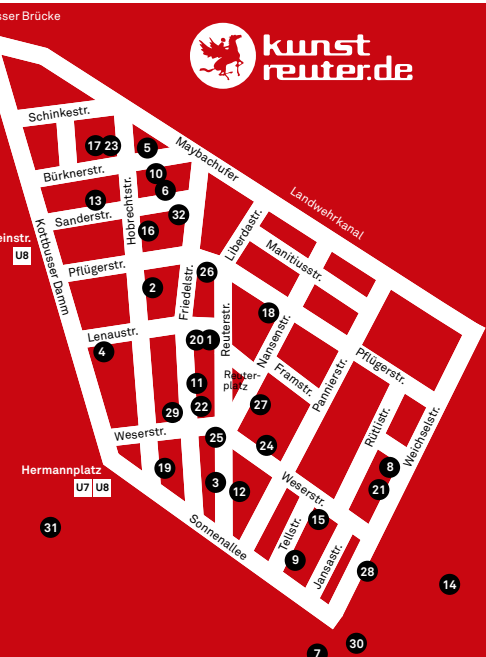 sser Brücke
kunst
reuter.de
Schinkestr.
17 23
5
Maybachufer
Bürknerstr.
10
Hobrechtstr.
6
13
Landwehrkanal
Sanderstr.
32
Liberdastr.
16
einstr.
U8
Kottbusser Damm
Manitiusstr.
Pflügerstr.
26
2
Friedelstr.
Reuterstr.
18
Nansenstr.
Lenaustr.
20 1
4
Pannierstr.
Pflügerstr.
Reuter-
platz
Framstr.
11
27
22
29
Rütlistr.
Weichselstr.
Weserstr.
25
24
Hermannplatz
U7 U8
19
8
3
12
Weserstr.
21
15
31
Sonnenallee
Tellstr.
9
Jansastr.
28
14
30
7